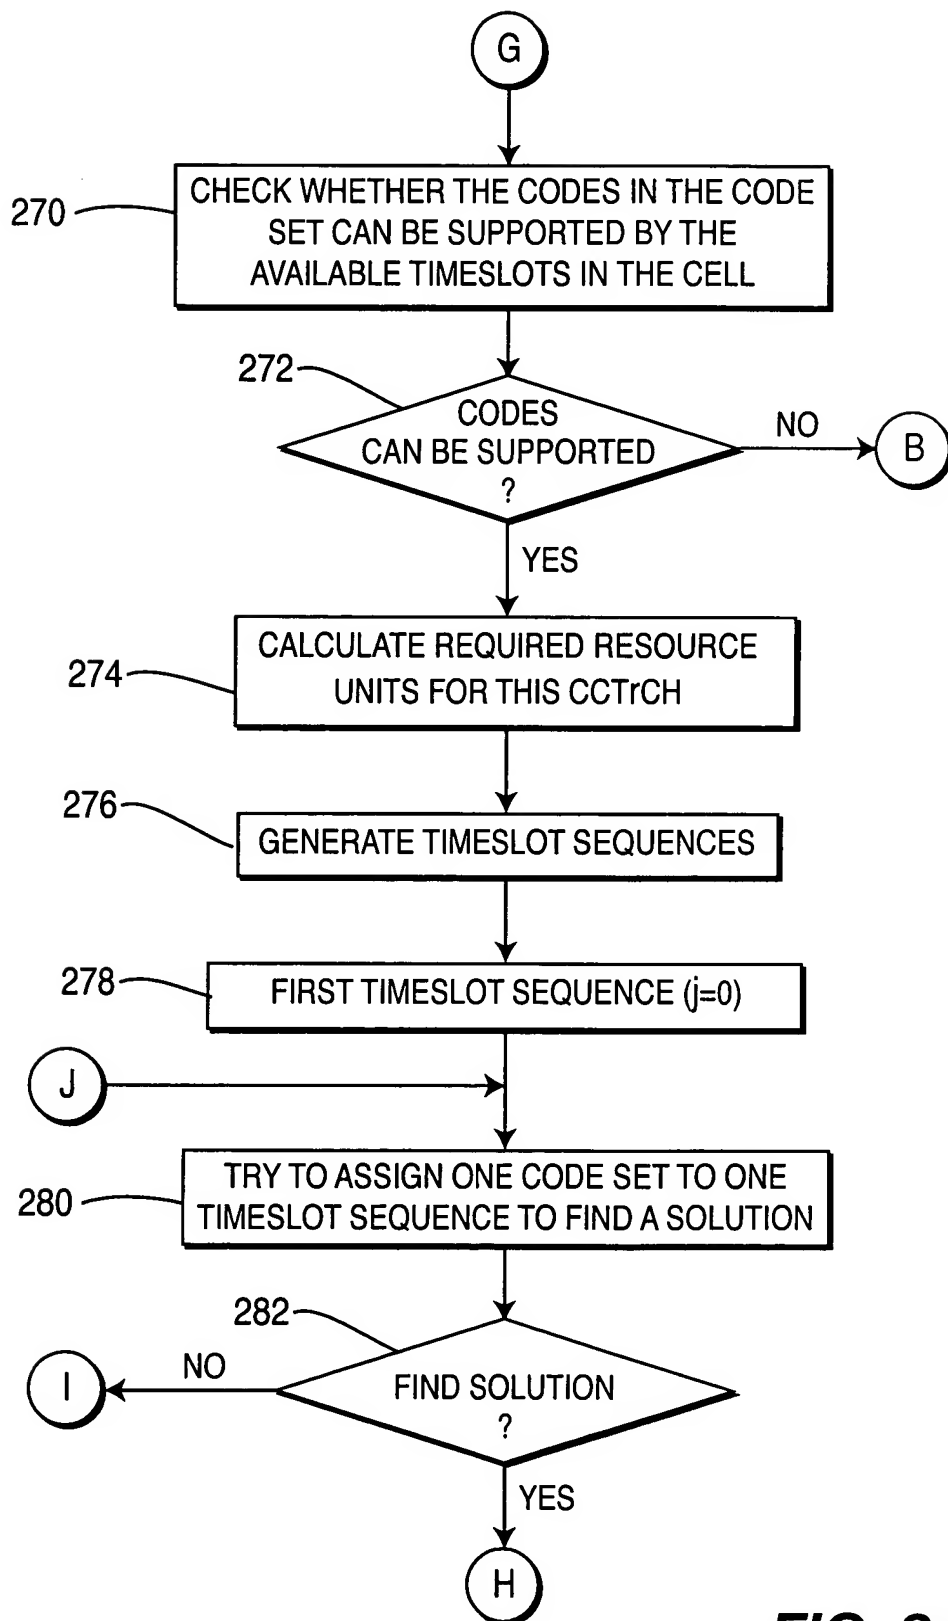 G
270
CHECK WHETHER THE CODES IN THE CODE
SET CAN BE SUPPORTED BY THE
AVAILABLE TIMESLOTS IN THE CELL
272
CODES
CAN BE SUPPORTED
?
NO
B
YES
274
CALCULATE REQUIRED RESOURCE
UNITS FOR THIS CCTrCH
276
GENERATE TIMESLOT SEQUENCES
278
FIRST TIMESLOT SEQUENCE (j=0)
J
280
TRY TO ASSIGN ONE CODE SET TO ONE
TIMESLOT SEQUENCE TO FIND A SOLUTION
282
NO
I
FIND SOLUTION
?
YES
H